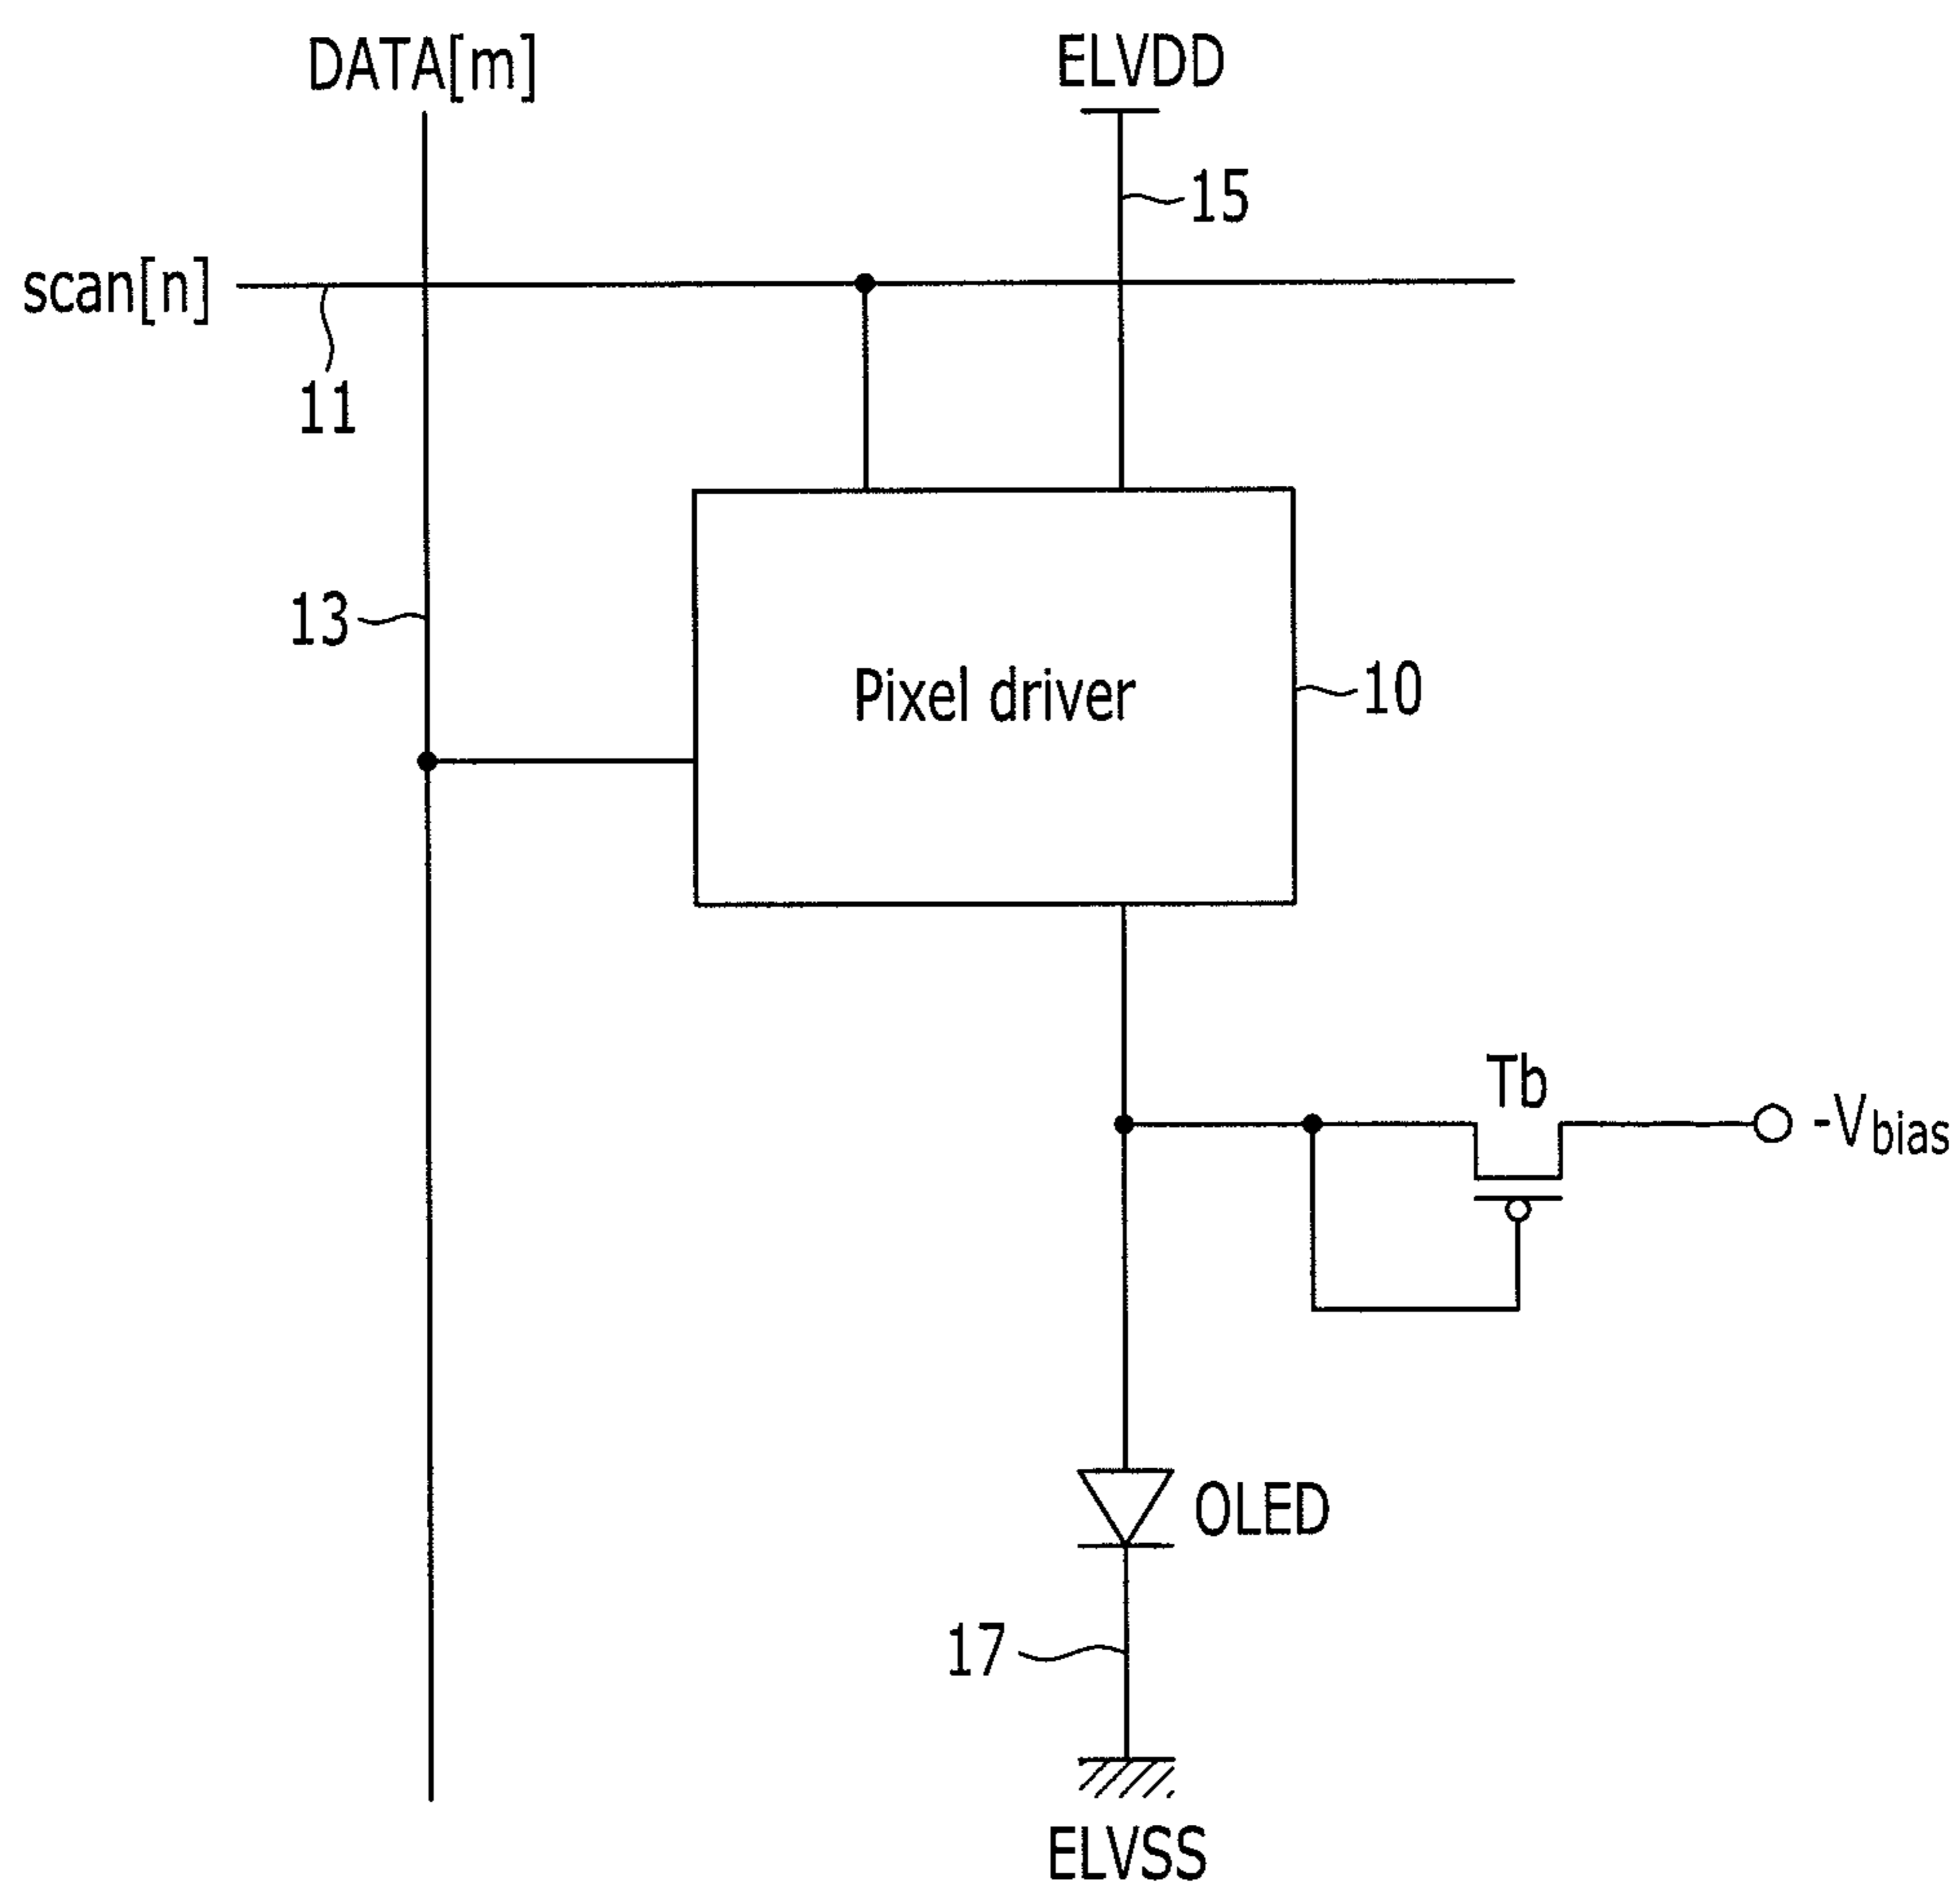 DATA[m]
ELVDD
15
scan[n]
11
13
Pixel driver
10
Tb
-Vbias
OLED
17
ELVSS